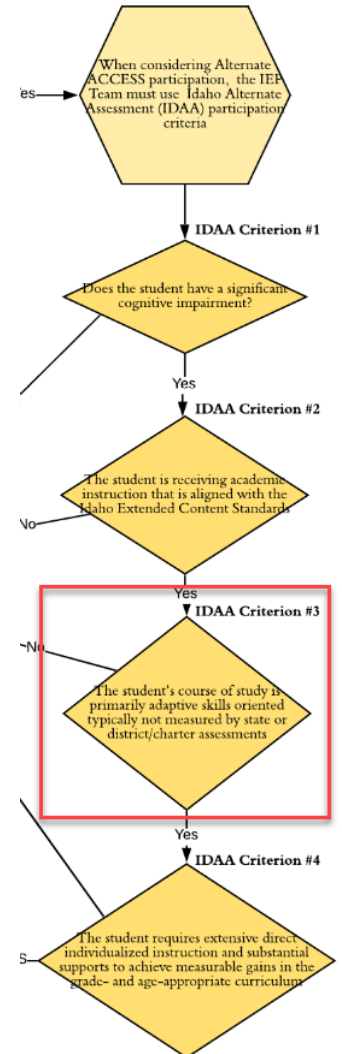 When considering Alternate
ACCESS participation, the IEP
Team must use Idaho Alternate
Assessment (IDAA) participation
criteria
es
IDAA Criterion #1
Does the student have a significant
cognitive impairment?
Yes
IDAA Criterion #2
The student is receiving academic
instruction that is aligned with the
Idaho Extended Content Standards
No
Yes
IDAA Criterion #3
No
The student's course of study is
primarily adaptive skills oriented
typically not measured by state or
district/charter assessments
Yes
IDAA Criterion #4
The student requires extensive direct
individualized instruction and substantial
supports to achieve measurable gains in the
grade- and age-appropriate curriculum
S